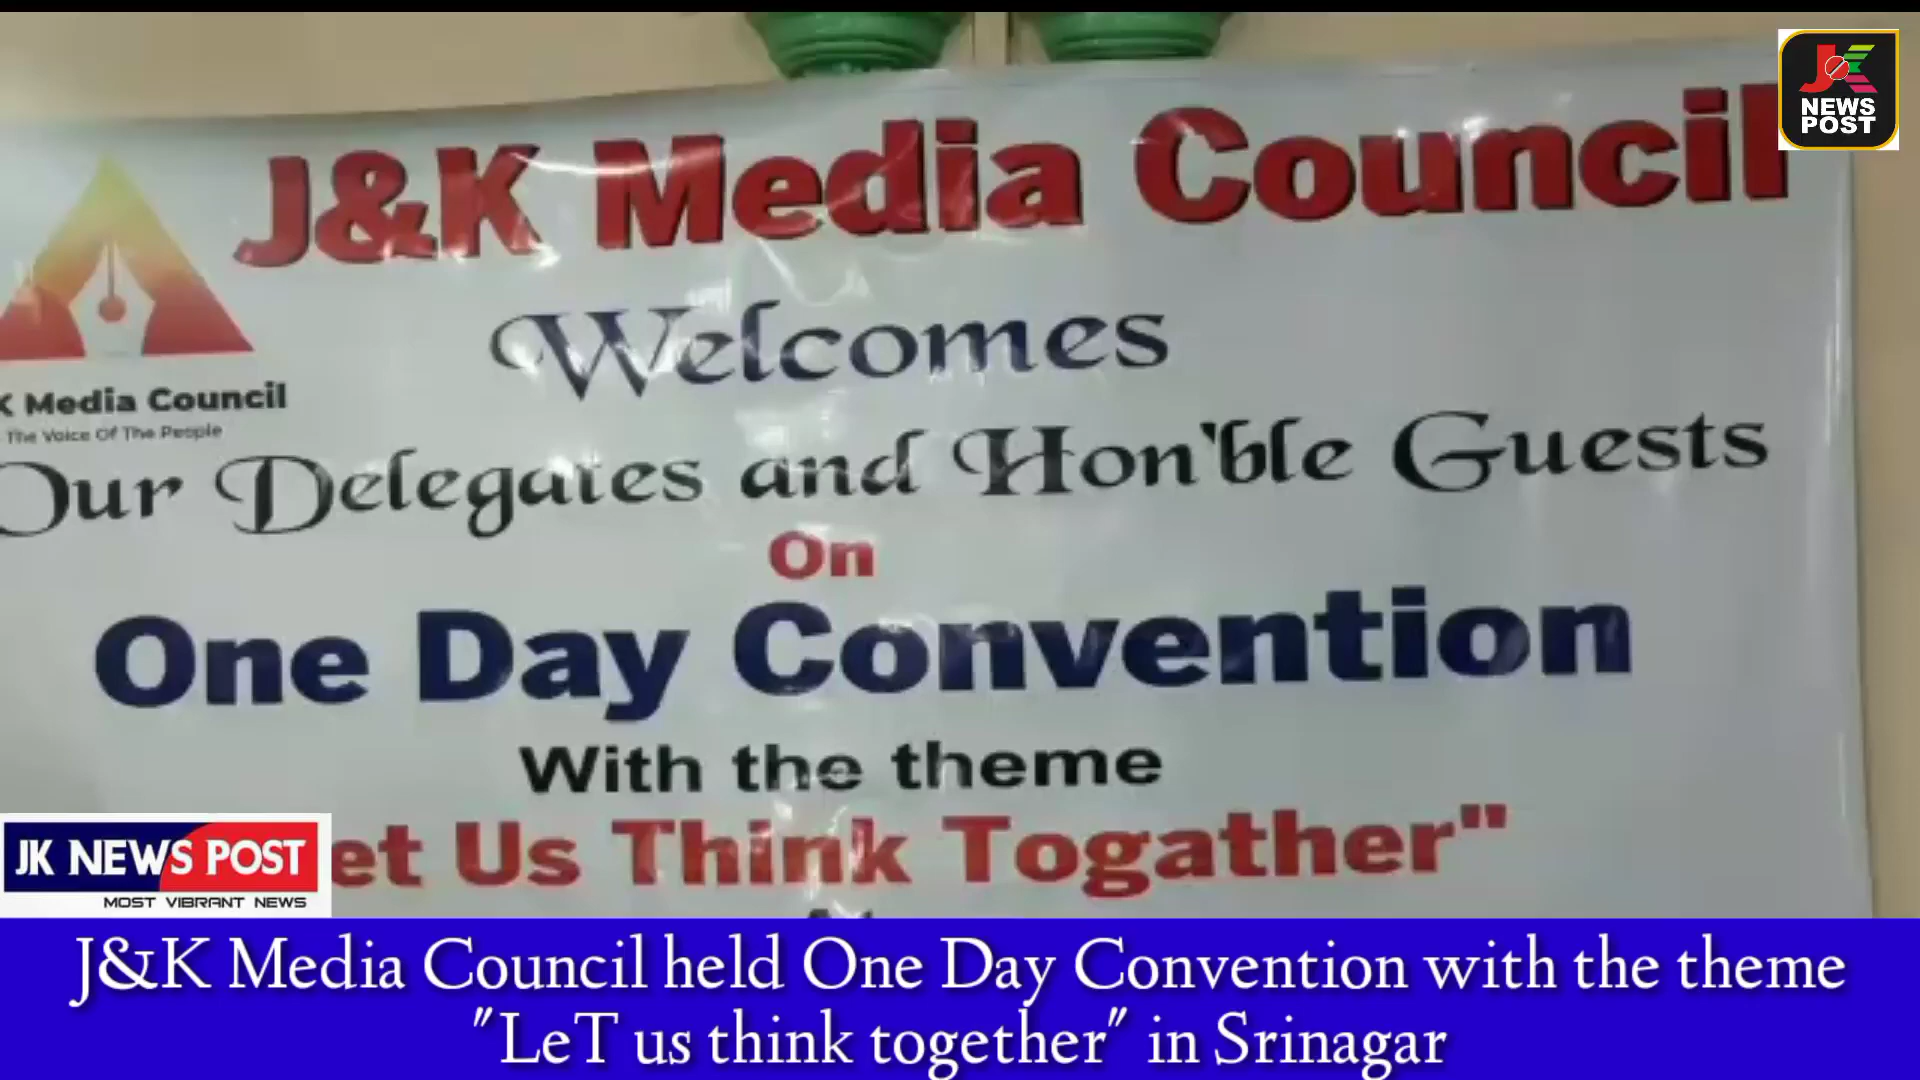 JK
NEWS
POST
J&K Media Council
Welcomes
K Media Council
The Voice Of The People
Our Delegates and Hon'ble Guests
On
One Day Convention
With the theme
et Us Think Togather"
JK NEWS POST
MOST VIBRANT NEWS
J&K Media Council held One Day Convention with the theme
"LeT us think together" in Srinagar